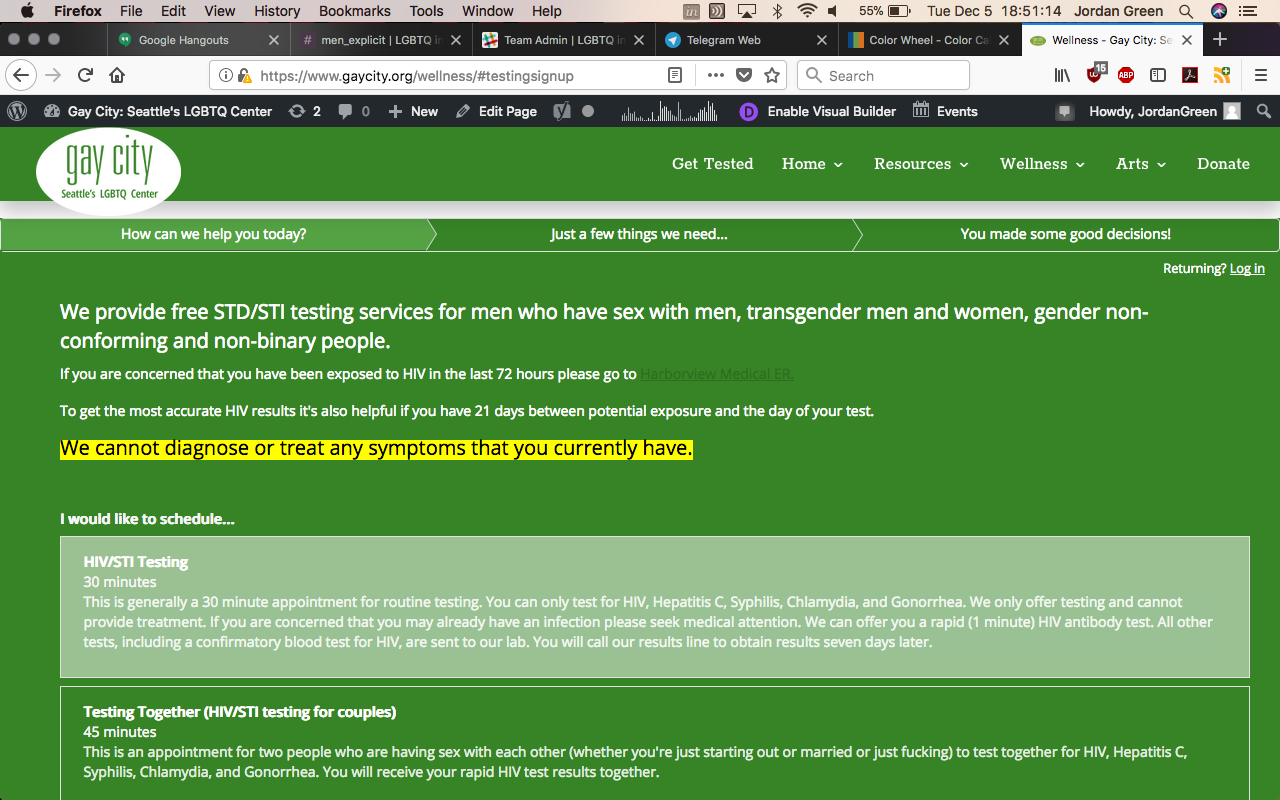 Firefox File Edit View History Bookmarks Tools Window Help 55% Tue Dec 5 18:51:14 Jordan Green
Google Hangouts # men_explicit | LGBTQ in Team Admin | LGBTQ in Telegram Web Color Wheel - Color Ca Wellness - Gay City: Se
https://www.gaycity.org/wellness/#testingsignup Search 15 ABP
Gay City: Seattle's LGBTQ Center 2 0 New Edit Page D Enable Visual Builder Events Howdy, JordanGreen
gay city
Seattle's LGBTQ Center
Get Tested Home Resources Wellness Arts Donate
How can we help you today? Just a few things we need... You made some good decisions!
Returning? Log in
We provide free STD/STI testing services for men who have sex with men, transgender men and women, gender non-
conforming and non-binary people.
If you are concerned that you have been exposed to HIV in the last 72 hours please go to Harborview Medical ER.
To get the most accurate HIV results it's also helpful if you have 21 days between potential exposure and the day of your test.
We cannot diagnose or treat any symptoms that you currently have.
I would like to schedule...
HIV/STI Testing
30 minutes
This is generally a 30 minute appointment for routine testing. You can only test for HIV, Hepatitis C, Syphilis, Chlamydia, and Gonorrhea. We only offer testing and cannot
provide treatment. If you are concerned that you may already have an infection please seek medical attention. We can offer you a rapid (1 minute) HIV antibody test. All other
tests, including a confirmatory blood test for HIV, are sent to our lab. You will call our results line to obtain results seven days later.
Testing Together (HIV/STI testing for couples)
45 minutes
This is an appointment for two people who are having sex with each other (whether you're just starting out or married or just fucking) to test together for HIV, Hepatitis C,
Syphilis, Chlamydia, and Gonorrhea. You will receive your rapid HIV test results together.